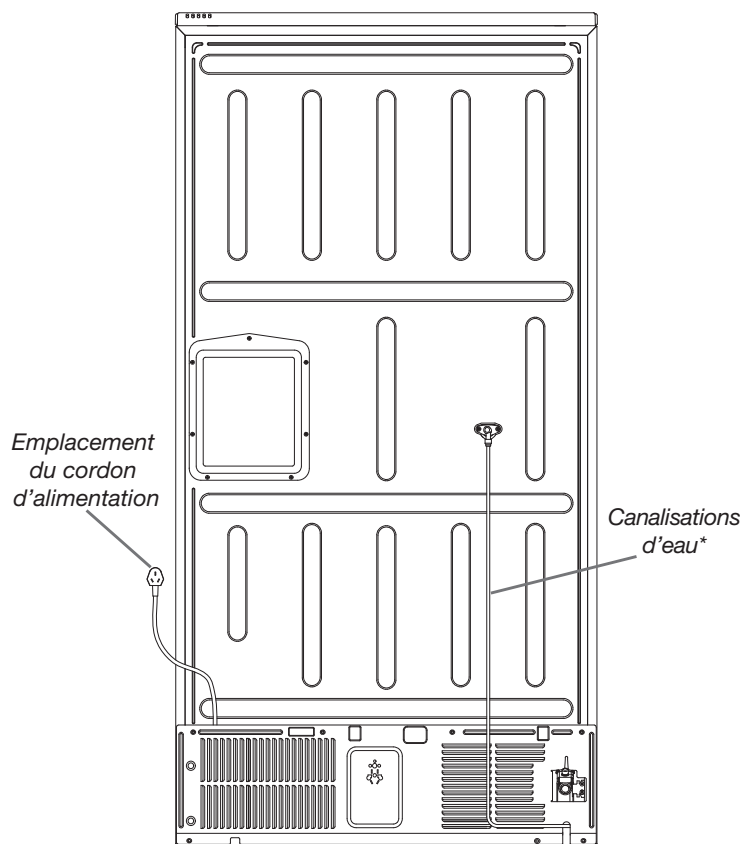 Emplacement
du cordon
d'alimentation
Canalisations
d'eau*